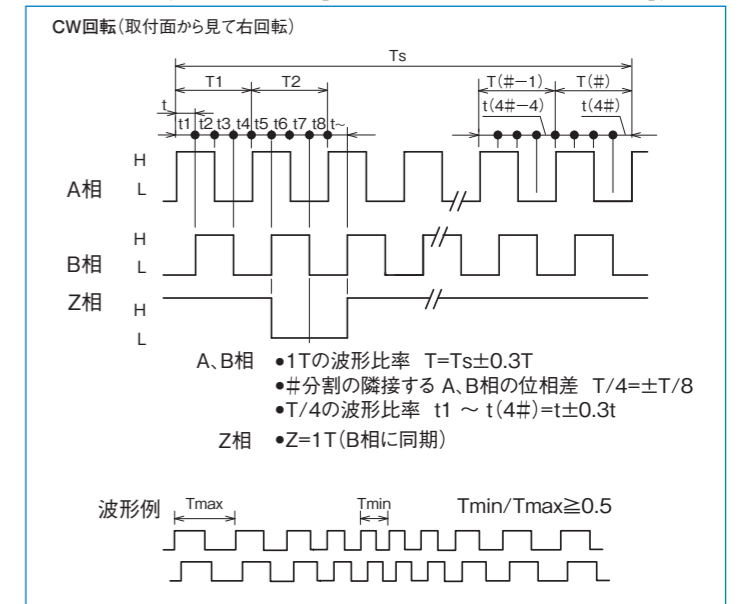 CW回転(取付面から見て右回転)
Ts
T1 T2 T(#−1) T(#)
t t(4#−4) t(4#)
t1 t2 t3 t4 t5 t6 t7 t8 t~
H
A相 L
H
B相 L
Z相 H
L
A、B相 ●1Tの波形比率 T=Ts±0.3T
●#分割の隣接する A、B相の位相差 T/4=±T/8
●T/4の波形比率 t1 ～ t(4#)=t±0.3t
Z相 ●Z=1T(B相に同期)
波形例 Tmax Tmin Tmin/Tmax≧0.5